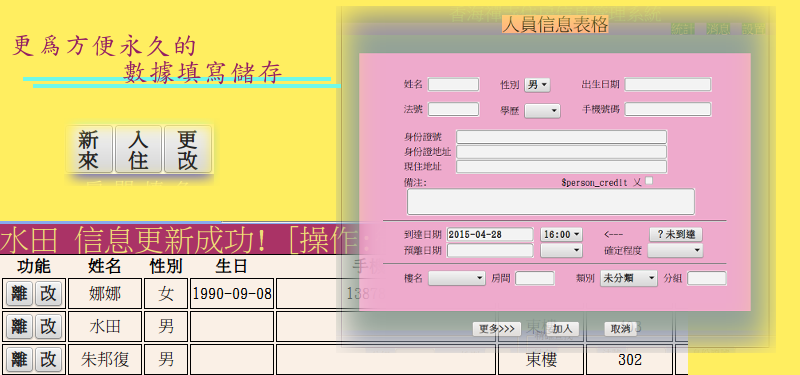 更爲方便永久的
數據填寫儲存
新來 入住 更改
人員信息表格
姓名 性別 男 出生日期
法號 學歷 手機號碼
身份證號
身份證地址
現住地址
備注: $person_credit 义
到達日期 2015-04-28 16:00 <--- ？未到達
預離日期 確定程度
樓名 房間 類別 未分類 分組
更多>>> 加人 取消
水田 信息更新成功! [操作:
功能 姓名 性別 生日
離 改 娜娜 女 1990-09-08
離 改 水田 男
離 改 朱邦復 男 東樓 302